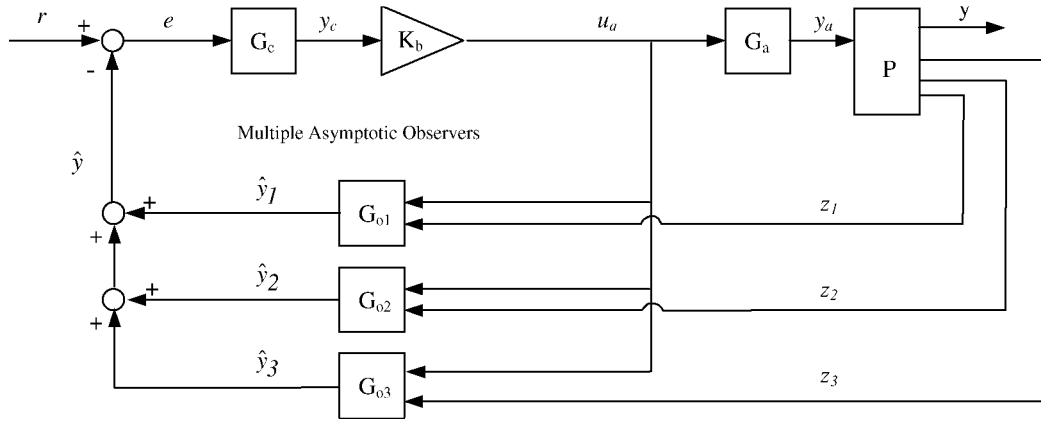 r
+
-
e
G_c
y_c
K_b
u_a
G_a
y_a
P
y
Multiple Asymptotic Observers
ŷ
+
+
ŷ_1
G_o1
z_1
+
+
ŷ_2
G_o2
z_2
ŷ_3
G_o3
z_3